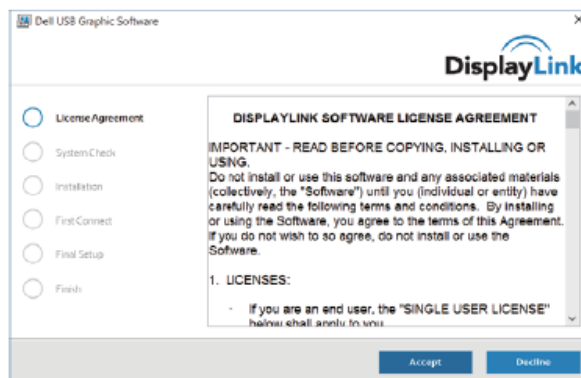 Dell USB Graphic Software
DisplayLink
License Agreement
System Check
Installation
First Connect
Final Setup
Finish
DISPLAYLINK SOFTWARE LICENSE AGREEMENT
IMPORTANT - READ BEFORE COPYING, INSTALLING OR
USING.
Do not install or use this software and any associated materials
(collectively, the "Software") until you (individual or entity) have
carefully read the following terms and conditions. By installing
or using the Software, you agree to the terms of this Agreement.
If you do not wish to so agree, do not install or use the
Software.
1. LICENSES:
- If you are an end user, the "SINGLE USER LICENSE"
below shall apply to you
Accept
Decline